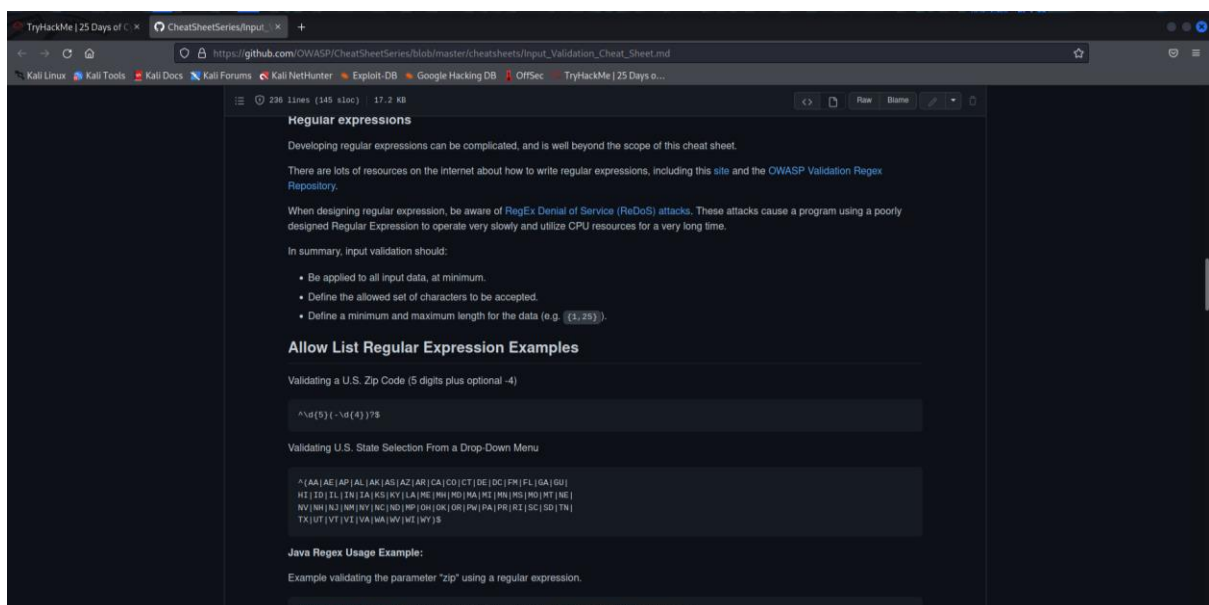 TryHackMe | 25 Days of C
CheatSheetSeries/Input_V
https://github.com/OWASP/CheatSheetSeries/blob/master/cheatsheets/Input_Validation_Cheat_Sheet.md
Kali Linux Kali Tools Kali Docs Kali Forums Kali NetHunter Exploit-DB Google Hacking DB OffSec TryHackMe | 25 Days o...
236 lines (145 sloc) 17.2 KB Raw Blame
Regular expressions
Developing regular expressions can be complicated, and is well beyond the scope of this cheat sheet.
There are lots of resources on the internet about how to write regular expressions, including this site and the OWASP Validation Regex
Repository.
When designing regular expression, be aware of RegEx Denial of Service (ReDoS) attacks. These attacks cause a program using a poorly
designed Regular Expression to operate very slowly and utilize CPU resources for a very long time.
In summary, input validation should:
• Be applied to all input data, at minimum.
• Define the allowed set of characters to be accepted.
• Define a minimum and maximum length for the data (e.g. {1,25} ).
Allow List Regular Expression Examples
Validating a U.S. Zip Code (5 digits plus optional -4)
^\d{5}(-\d{4})?$
Validating U.S. State Selection From a Drop-Down Menu
^(AA|AE|AP|AL|AK|AS|AZ|AR|CA|CO|CT|DE|DC|FM|FL|GA|GU|
HI|ID|IL|IN|IA|KS|KY|LA|ME|MH|MD|MA|MI|MN|MS|MO|MT|NE|
NV|NH|NJ|NM|NY|NC|ND|MP|OH|OK|OR|PW|PA|PR|RI|SC|SD|TN|
TX|UT|VT|VI|VA|WA|WV|WI|WY)$
Java Regex Usage Example:
Example validating the parameter "zip" using a regular expression.